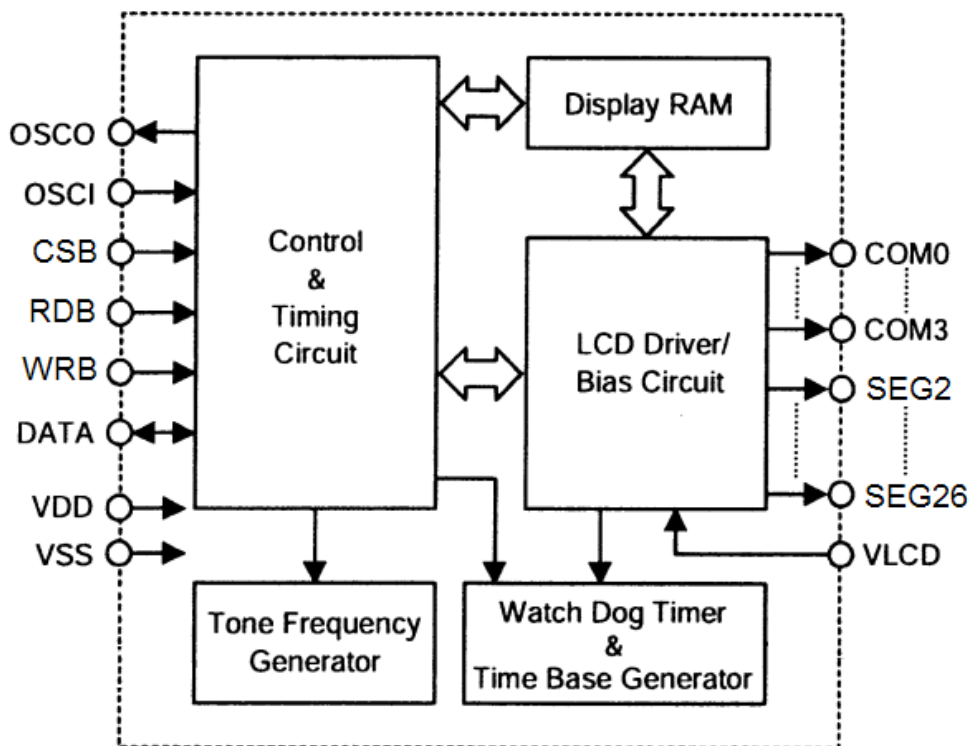 OSCO
OSCI
CSB
RDB
WRB
DATA
VDD
VSS
Control
&
Timing
Circuit
Display RAM
LCD Driver/
Bias Circuit
COM0
COM3
SEG2
SEG26
VLCD
Tone Frequency
Generator
Watch Dog Timer
&
Time Base Generator